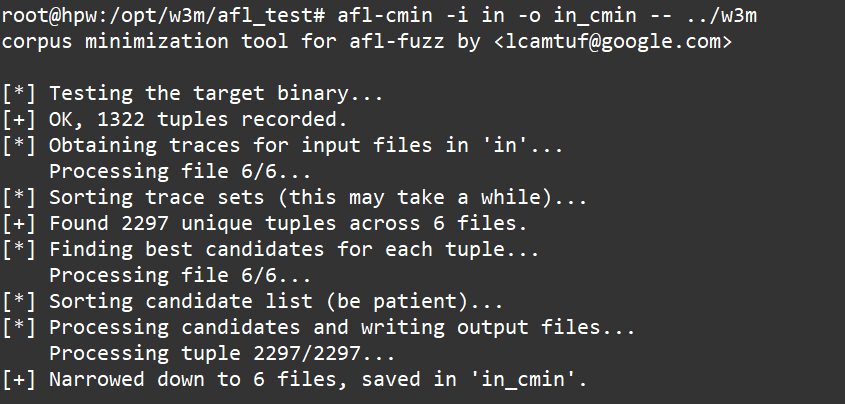 root@hpw:/opt/w3m/afl_test# afl-cmin -i in -o in_cmin -- ../w3m
corpus minimization tool for afl-fuzz by <lcamtuf@google.com>

[*] Testing the target binary...
[+] OK, 1322 tuples recorded.
[*] Obtaining traces for input files in 'in'...
    Processing file 6/6...
[*] Sorting trace sets (this may take a while)...
[+] Found 2297 unique tuples across 6 files.
[*] Finding best candidates for each tuple...
    Processing file 6/6...
[*] Sorting candidate list (be patient)...
[*] Processing candidates and writing output files...
    Processing tuple 2297/2297...
[+] Narrowed down to 6 files, saved in 'in_cmin'.